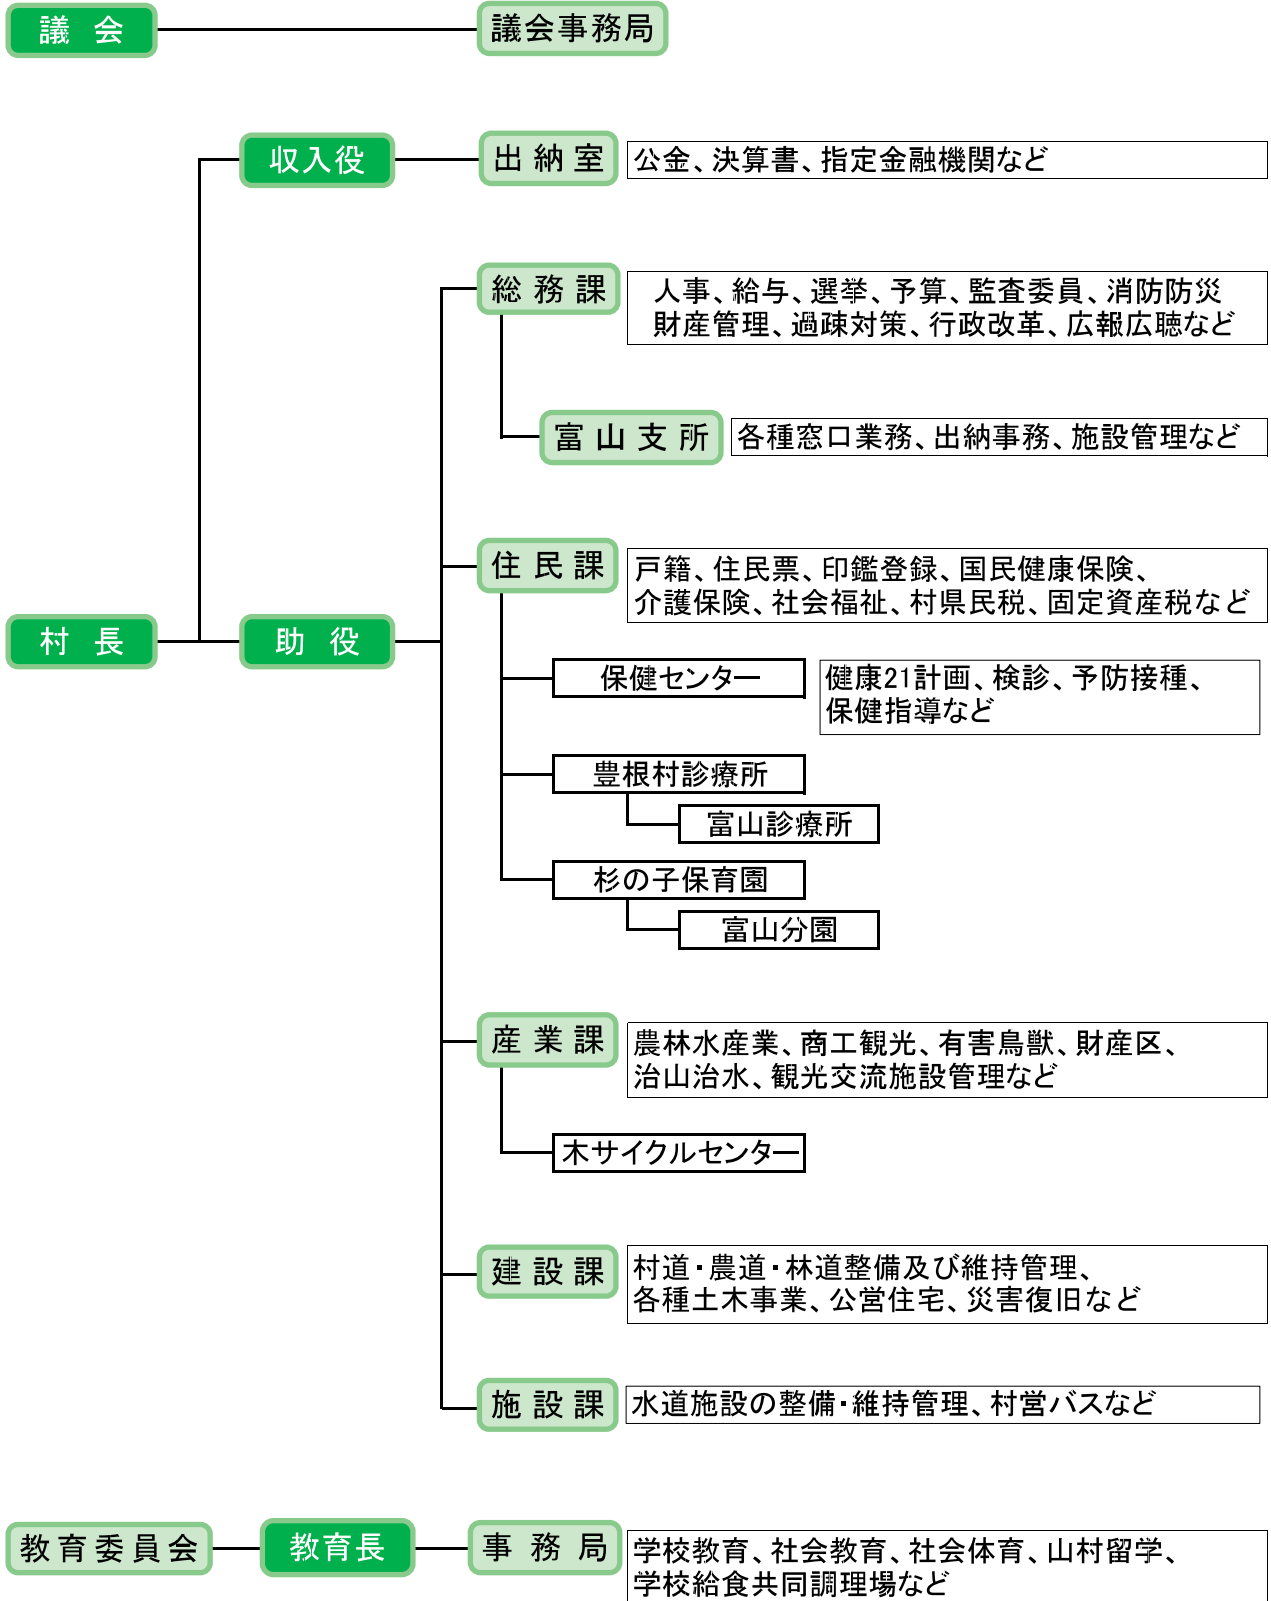 議会
議会事務局
収入役
出納室
公金、決算書、指定金融機関など
総務課
人事、給与、選挙、予算、監査委員、消防防災
財産管理、過疎対策、行政改革、広報広聴など
富山支所
各種窓口業務、出納事務、施設管理など
住民課
戸籍、住民票、印鑑登録、国民健康保険、
介護保険、社会福祉、村県民税、固定資産税など
村長
助役
保健センター
健康21計画、検診、予防接種、
保健指導など
豊根村診療所
富山診療所
杉の子保育園
富山分園
産業課
農林水産業、商工観光、有害鳥獣、財産区、
治山治水、観光交流施設管理など
木サイクルセンター
建設課
村道・農道・林道整備及び維持管理、
各種土木事業、公営住宅、災害復旧など
施設課
水道施設の整備・維持管理、村営バスなど
教育委員会
教育長
事務局
学校教育、社会教育、社会体育、山村留学、
学校給食共同調理場など